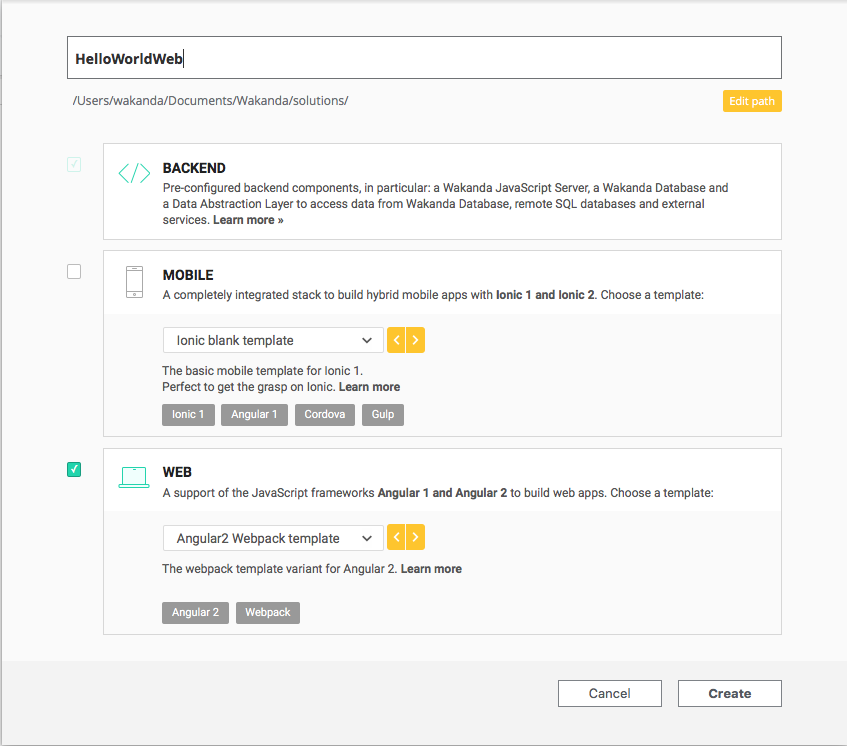 HelloWorldWeb
/Users/wakanda/Documents/Wakanda/solutions/
Edit path
BACKEND
Pre-configured backend components, in particular: a Wakanda JavaScript Server, a Wakanda Database and
a Data Abstraction Layer to access data from Wakanda Database, remote SQL databases and external
services. Learn more »
MOBILE
A completely integrated stack to build hybrid mobile apps with Ionic 1 and Ionic 2. Choose a template:
Ionic blank template
The basic mobile template for Ionic 1.
Perfect to get the grasp on Ionic. Learn more
Ionic 1 Angular 1 Cordova Gulp
WEB
A support of the JavaScript frameworks Angular 1 and Angular 2 to build web apps. Choose a template:
Angular2 Webpack template
The webpack template variant for Angular 2. Learn more
Angular 2 Webpack
Cancel Create